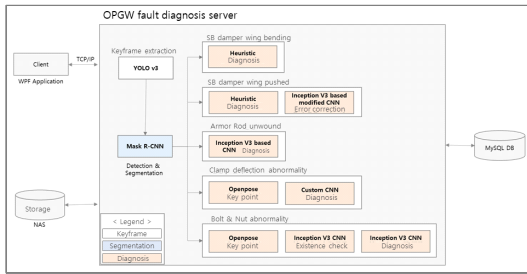 OPGW fault diagnosis server
SB damper wing bending
Keyframe extraction
Heuristic
Diagnosis
TCP/IP
Client
YOLO v3
WPF Application
SB damper wing pushed
Heuristic
Diagnosis
Inception V3 based
modified CNN
Error correction
Armor Rod unwound
Mask R-CNN
Inception V3 based
CNN Diagnosis
MySQL DB
Detection &
Segmentation
Clamp deflection abnormality
Openpose
Key point
Custom CNN
Diagnosis
Storage
NAS
< Legend >
Keyframe
Segmentation
Diagnosis
Bolt & Nut abnormality
Openpose
Key point
Inception V3 CNN
Existence check
Inception V3 CNN
Diagnosis